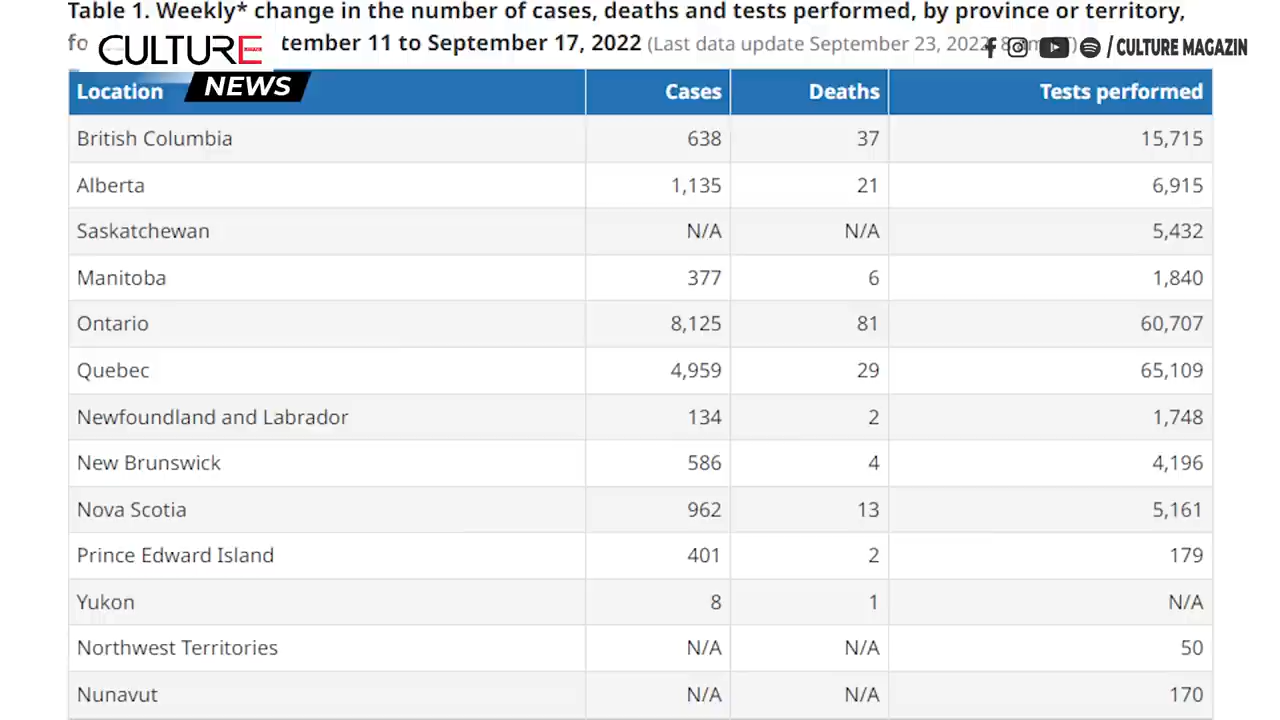 Table 1. Weekly* change in the number of cases, deaths and tests performed, by province or territory,
tember 11 to September 17, 2022 (Last data update September 23, 2022
CULTURE
NEWS
/ CULTURE MAGAZIN
Location Cases Deaths Tests performed
British Columbia 638 37 15,715
Alberta 1,135 21 6,915
Saskatchewan N/A N/A 5,432
Manitoba 377 6 1,840
Ontario 8,125 81 60,707
Quebec 4,959 29 65,109
Newfoundland and Labrador 134 2 1,748
New Brunswick 586 4 4,196
Nova Scotia 962 13 5,161
Prince Edward Island 401 2 179
Yukon 8 1 N/A
Northwest Territories N/A N/A 50
Nunavut N/A N/A 170